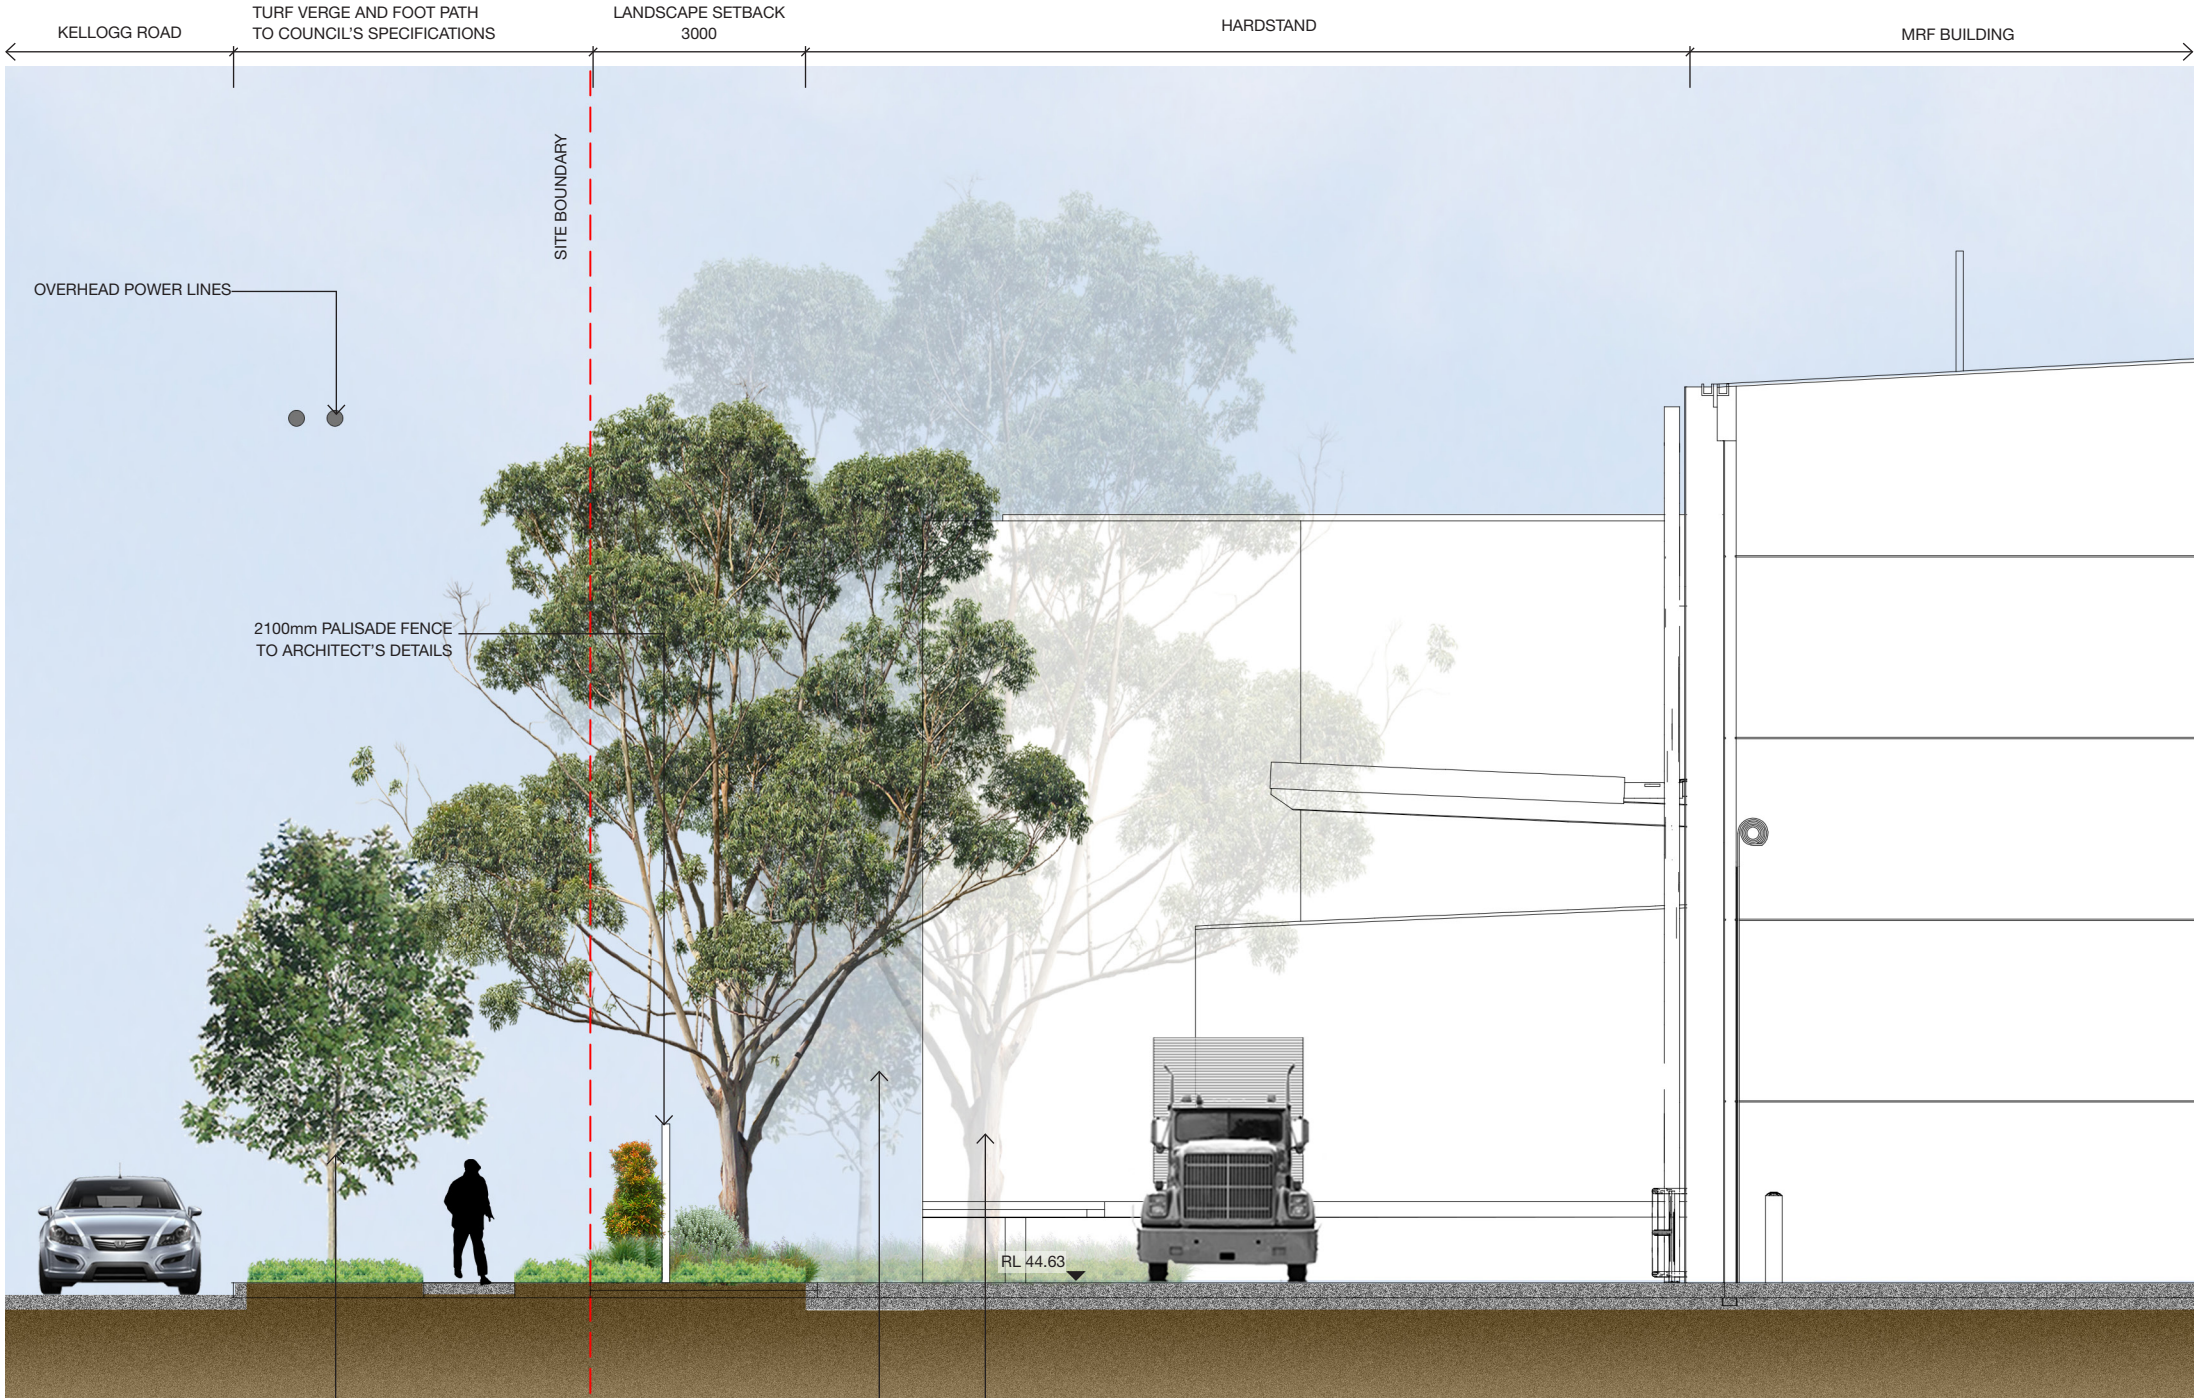 KELLOGG ROAD
TURF VERGE AND FOOT PATH
TO COUNCIL'S SPECIFICATIONS
LANDSCAPE SETBACK
3000
HARDSTAND
MRF BUILDING
SITE BOUNDARY
OVERHEAD POWER LINES
2100mm PALISADE FENCE
TO ARCHITECT'S DETAILS
RL 44.63